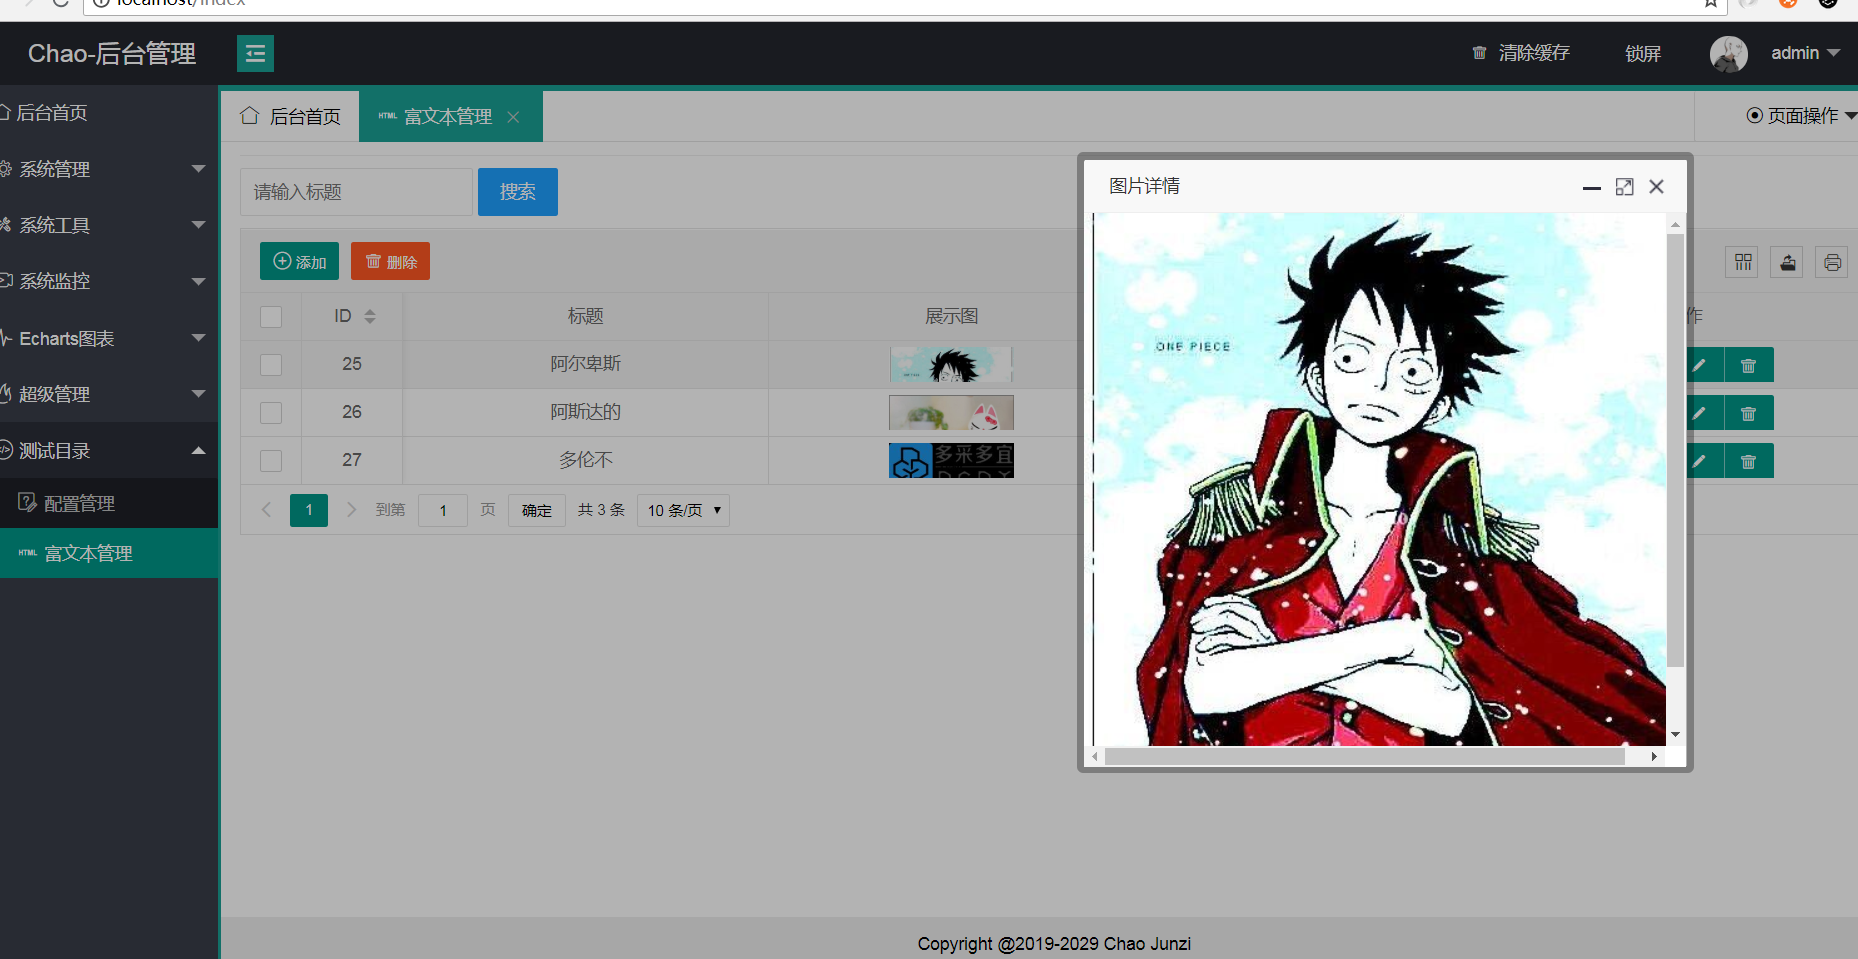 localhost/index
Chao-后台管理
清除缓存
锁屏
admin
后台首页
系统管理
系统工具
系统监控
Echarts图表
超级管理
测试目录
配置管理
HTML 富文本管理
后台首页
HTML 富文本管理
页面操作
请输入标题
搜索
添加
删除
ID 标题 展示图 作
25 阿尔卑斯
26 阿斯达的
27 多伦不 多采多宜
1 到第 1 页 确定 共 3 条 10 条/页
图片详情
ONE PIECE
Copyright @2019-2029 Chao Junzi